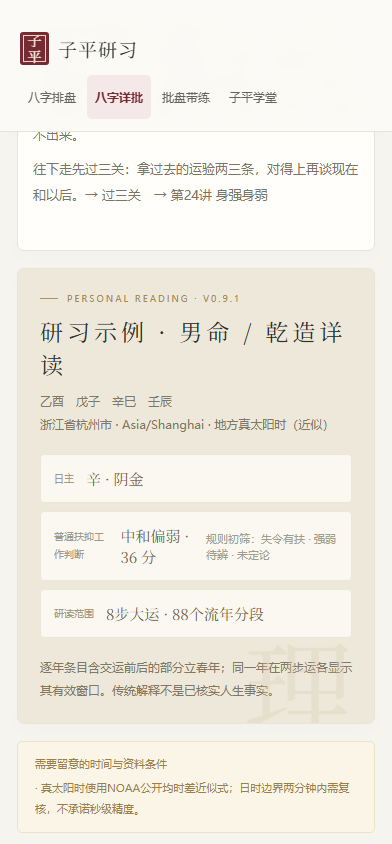 子平
子平研习
八字排盘 八字详批 批盘带练 子平学堂
不出来。
往下走先过三关：拿过去的运验两三条，对得上再谈现在
和以后。→ 过三关 → 第24讲 身强身弱
PERSONAL READING · V0.9.1
研习示例 · 男命 / 乾造详
读
乙酉 戊子 辛巳 壬辰
浙江省杭州市 · Asia/Shanghai · 地方真太阳时（近似）
日主 辛 · 阴金
普通扶抑工
作判断
中和偏弱 ·
36 分
规则初筛：失令有扶 · 强弱
待辨 · 未定论
研读范围 8步大运 · 88个流年分段
逐年条目含交运前后的部分立春年；同一年在两步运各显示
其有效窗口。传统解释不是已核实人生事实。
理
需要留意的时间与资料条件
· 真太阳时使用NOAA公开均时差近似式；日时边界两分钟内需复
核，不承诺秒级精度。